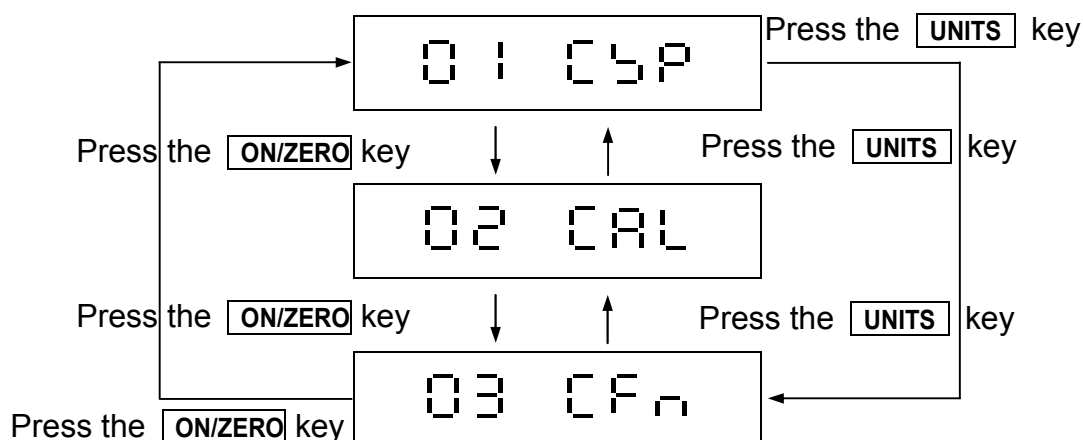 Press the UNITS key
01 CSP
Press the ON/ZERO key
Press the UNITS key
02 CAL
Press the ON/ZERO key
Press the UNITS key
03 CFn
Press the ON/ZERO key